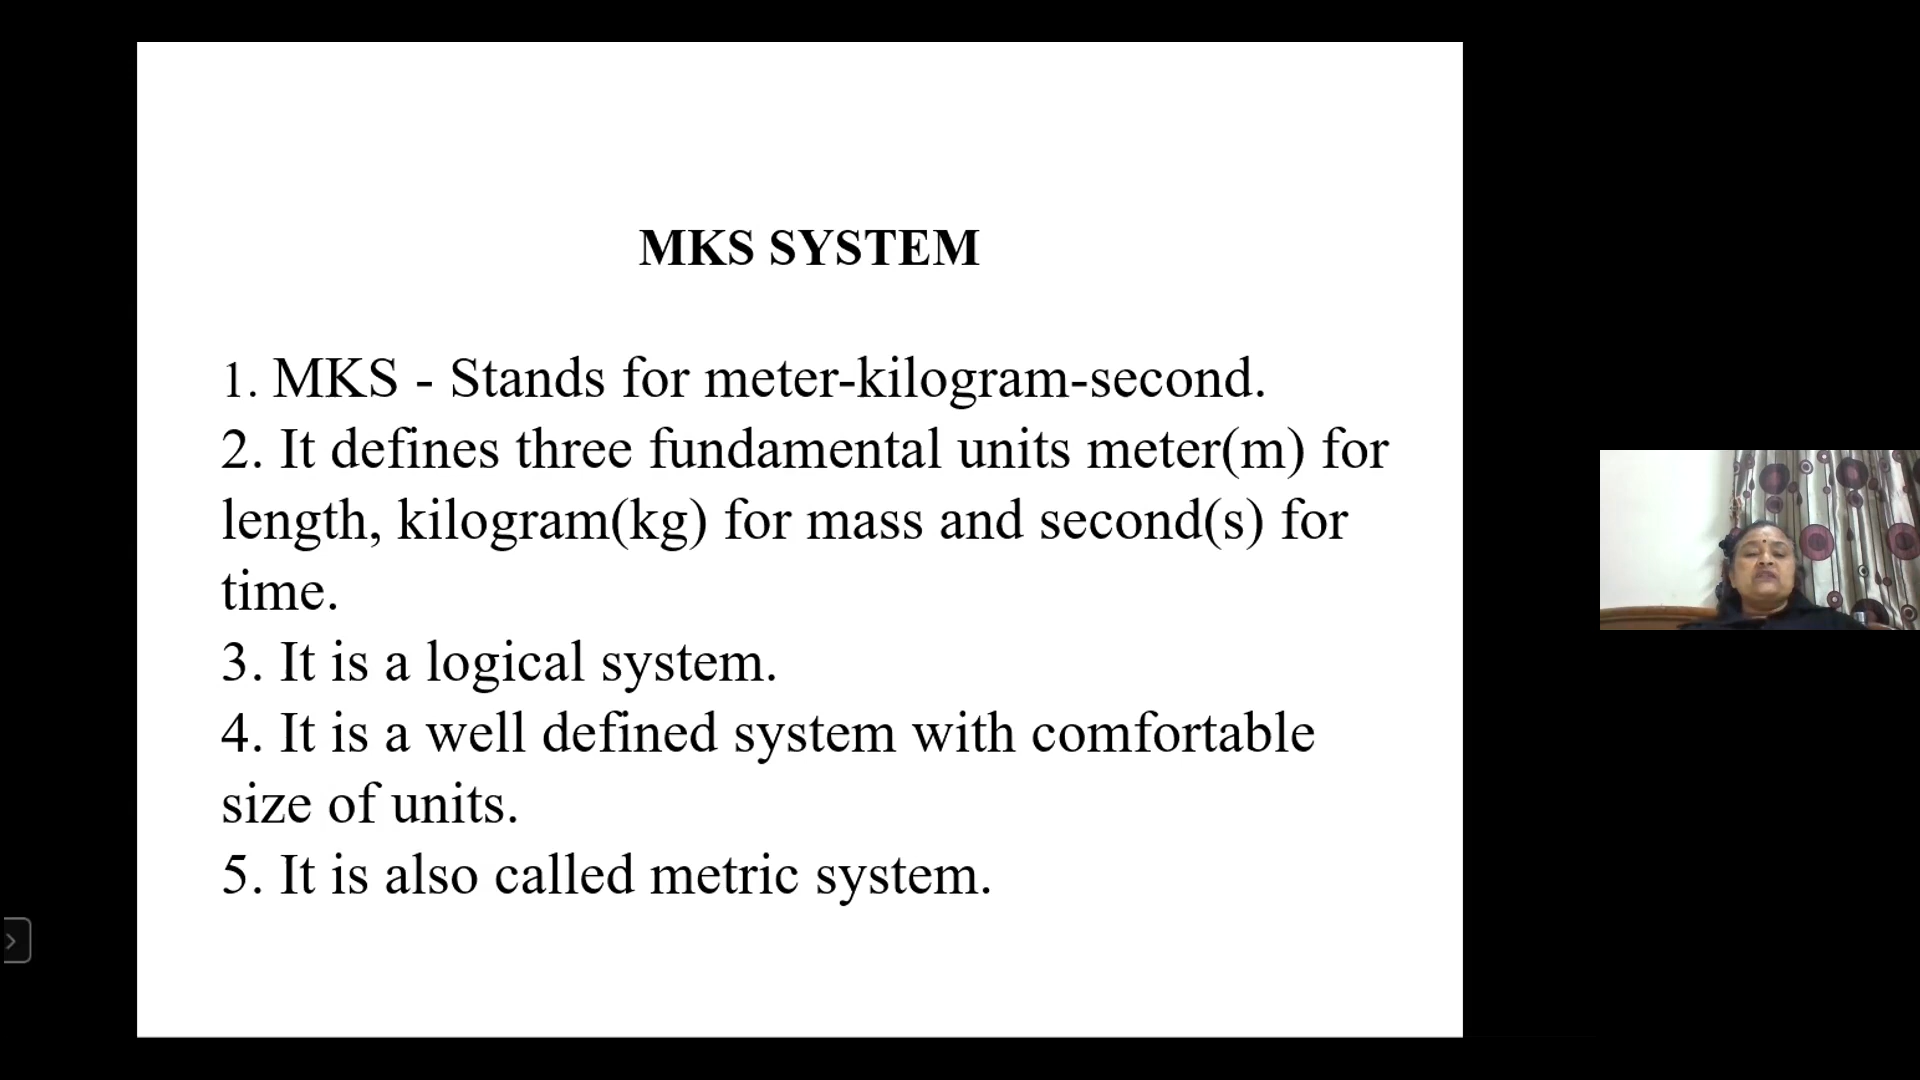 MKS SYSTEM
1. MKS - Stands for meter-kilogram-second.
2. It defines three fundamental units meter(m) for
length, kilogram(kg) for mass and second(s) for
time.
3. It is a logical system.
4. It is a well defined system with comfortable
size of units.
5. It is also called metric system.